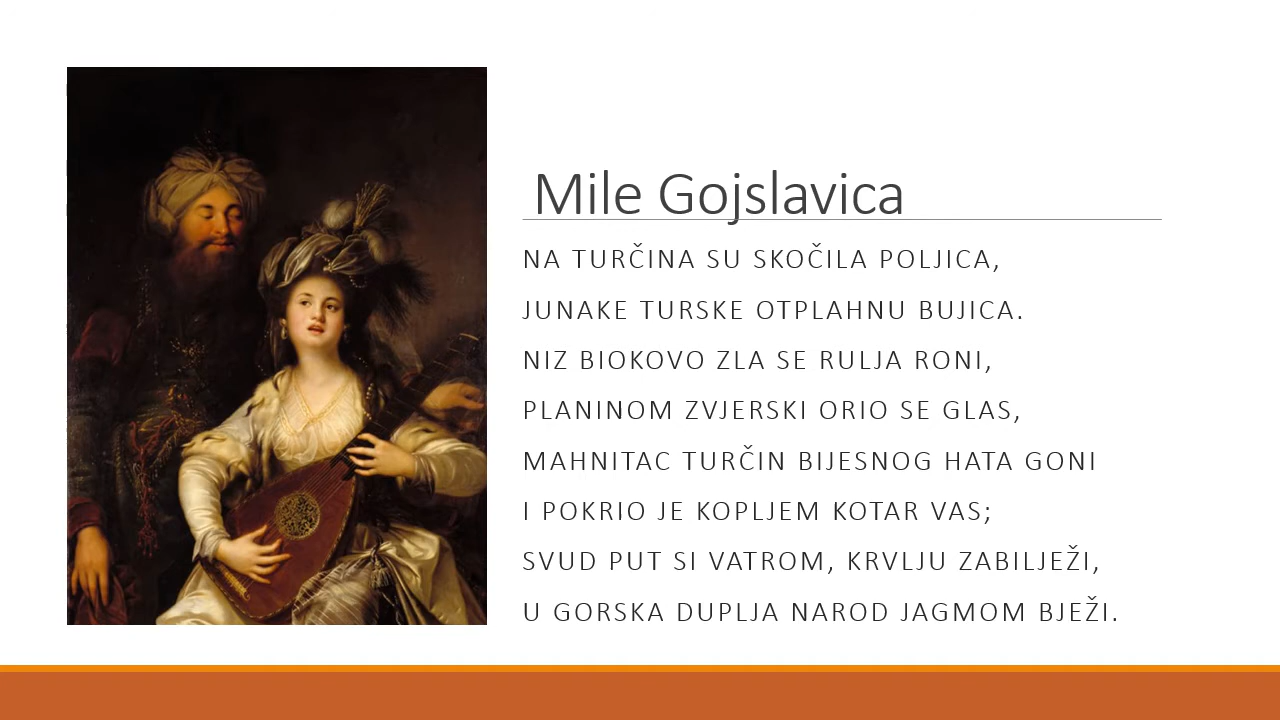 Mile Gojslavica
NA TURČINA SU SKOČILA POLJICA,
JUNAKE TURSKE OTPLAHNU BUJICA.
NIZ BIOKOVO ZLA SE RULJA RONI,
PLANINOM ZVJERSKI ORIO SE GLAS,
MAHNITAC TURČIN BIJESNOG HATA GONI
I POKRIO JE KOPLJEM KOTAR VAS;
SVUD PUT SI VATROM, KRVLJU ZABILJEŽI,
U GORSKA DUPLJA NAROD JAGMOM BJEŽI.